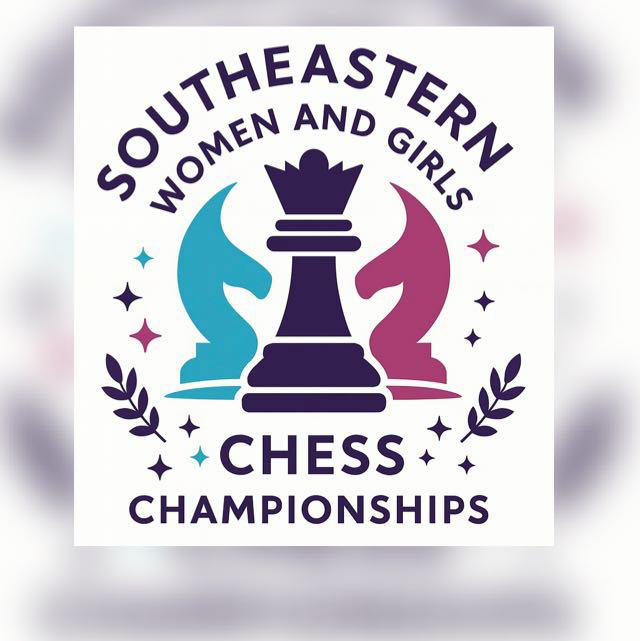 SOUTHEASTERN
WOMEN AND GIRLS
CHESS
CHAMPIONSHIPS